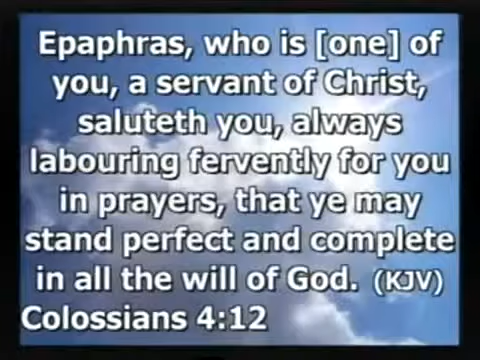 Epaphras, who is [one] of
you, a servant of Christ,
saluteth you, always
labouring fervently for you
in prayers, that ye may
stand perfect and complete
in all the will of God. (KJV)
Colossians 4:12